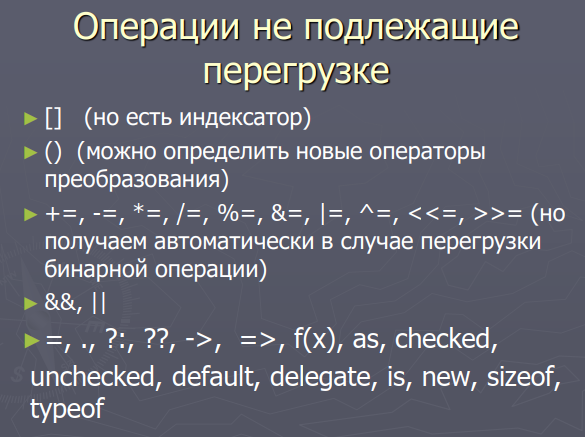 Операции не подлежащие
перегрузке
► [] (но есть индексатор)
► () (можно определить новые операторы
преобразования)
► +=, -=, *=, /=, %=, &=, |=, ^=, <<=, >>= (но
получаем автоматически в случае перегрузки
бинарной операции)
► &&, ||
► =, ., ?:, ??, ->, =>, f(x), as, checked,
unchecked, default, delegate, is, new, sizeof,
typeof